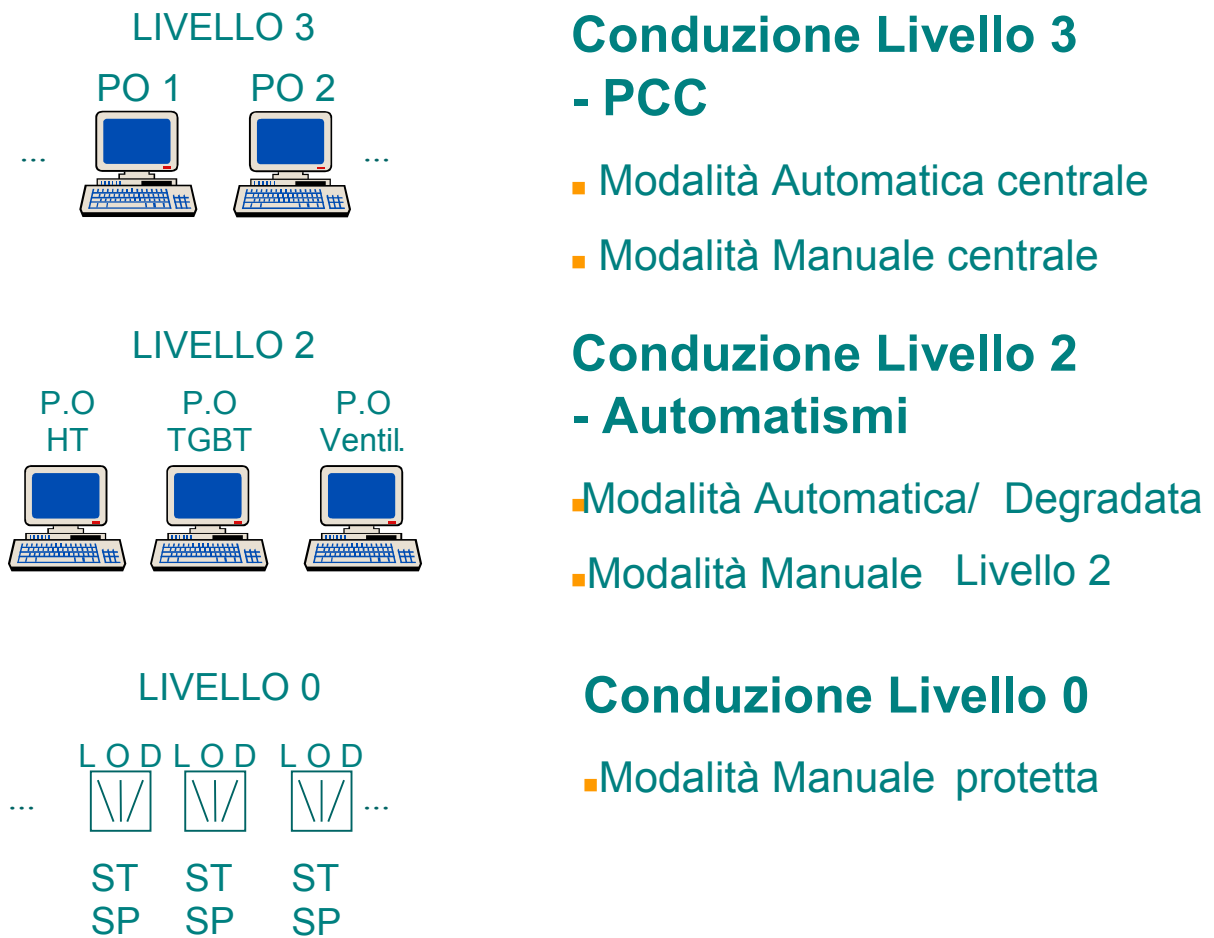 LIVELLO 3
PO 1 PO 2
... ...
Conduzione Livello 3
- PCC
Modalità Automatica centrale
Modalità Manuale centrale
LIVELLO 2
P.O P.O P.O
HT TGBT Ventil.
Conduzione Livello 2
- Automatismi
Modalità Automatica/ Degradata
Modalità Manuale Livello 2
LIVELLO 0
L O D L O D L O D
... ...
ST ST ST
SP SP SP
Conduzione Livello 0
Modalità Manuale protetta